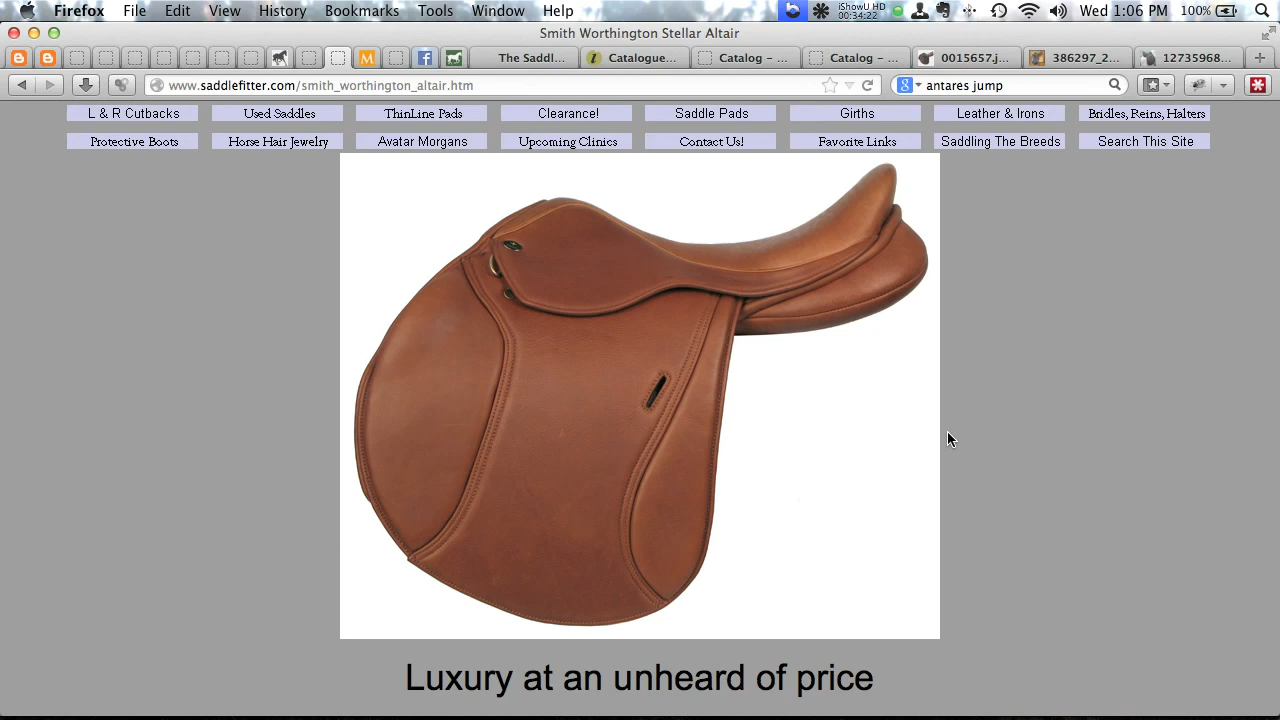 Firefox File Edit View History Bookmarks Tools Window Help iShowU HD 00:34:22 Wed 1:06 PM 100%
Smith Worthington Stellar Altair
The Saddl... Catalogue... Catalog – ... Catalog – ... 0015657.j... 386297_2... 12735968...
www.saddlefitter.com/smith_worthington_altair.htm antares jump
L & R Cutbacks Used Saddles ThinLine Pads Clearance! Saddle Pads Girths Leather & Irons Bridles, Reins, Halters
Protective Boots Horse Hair Jewelry Avatar Morgans Upcoming Clinics Contact Us! Favorite Links Saddling The Breeds Search This Site
Luxury at an unheard of price